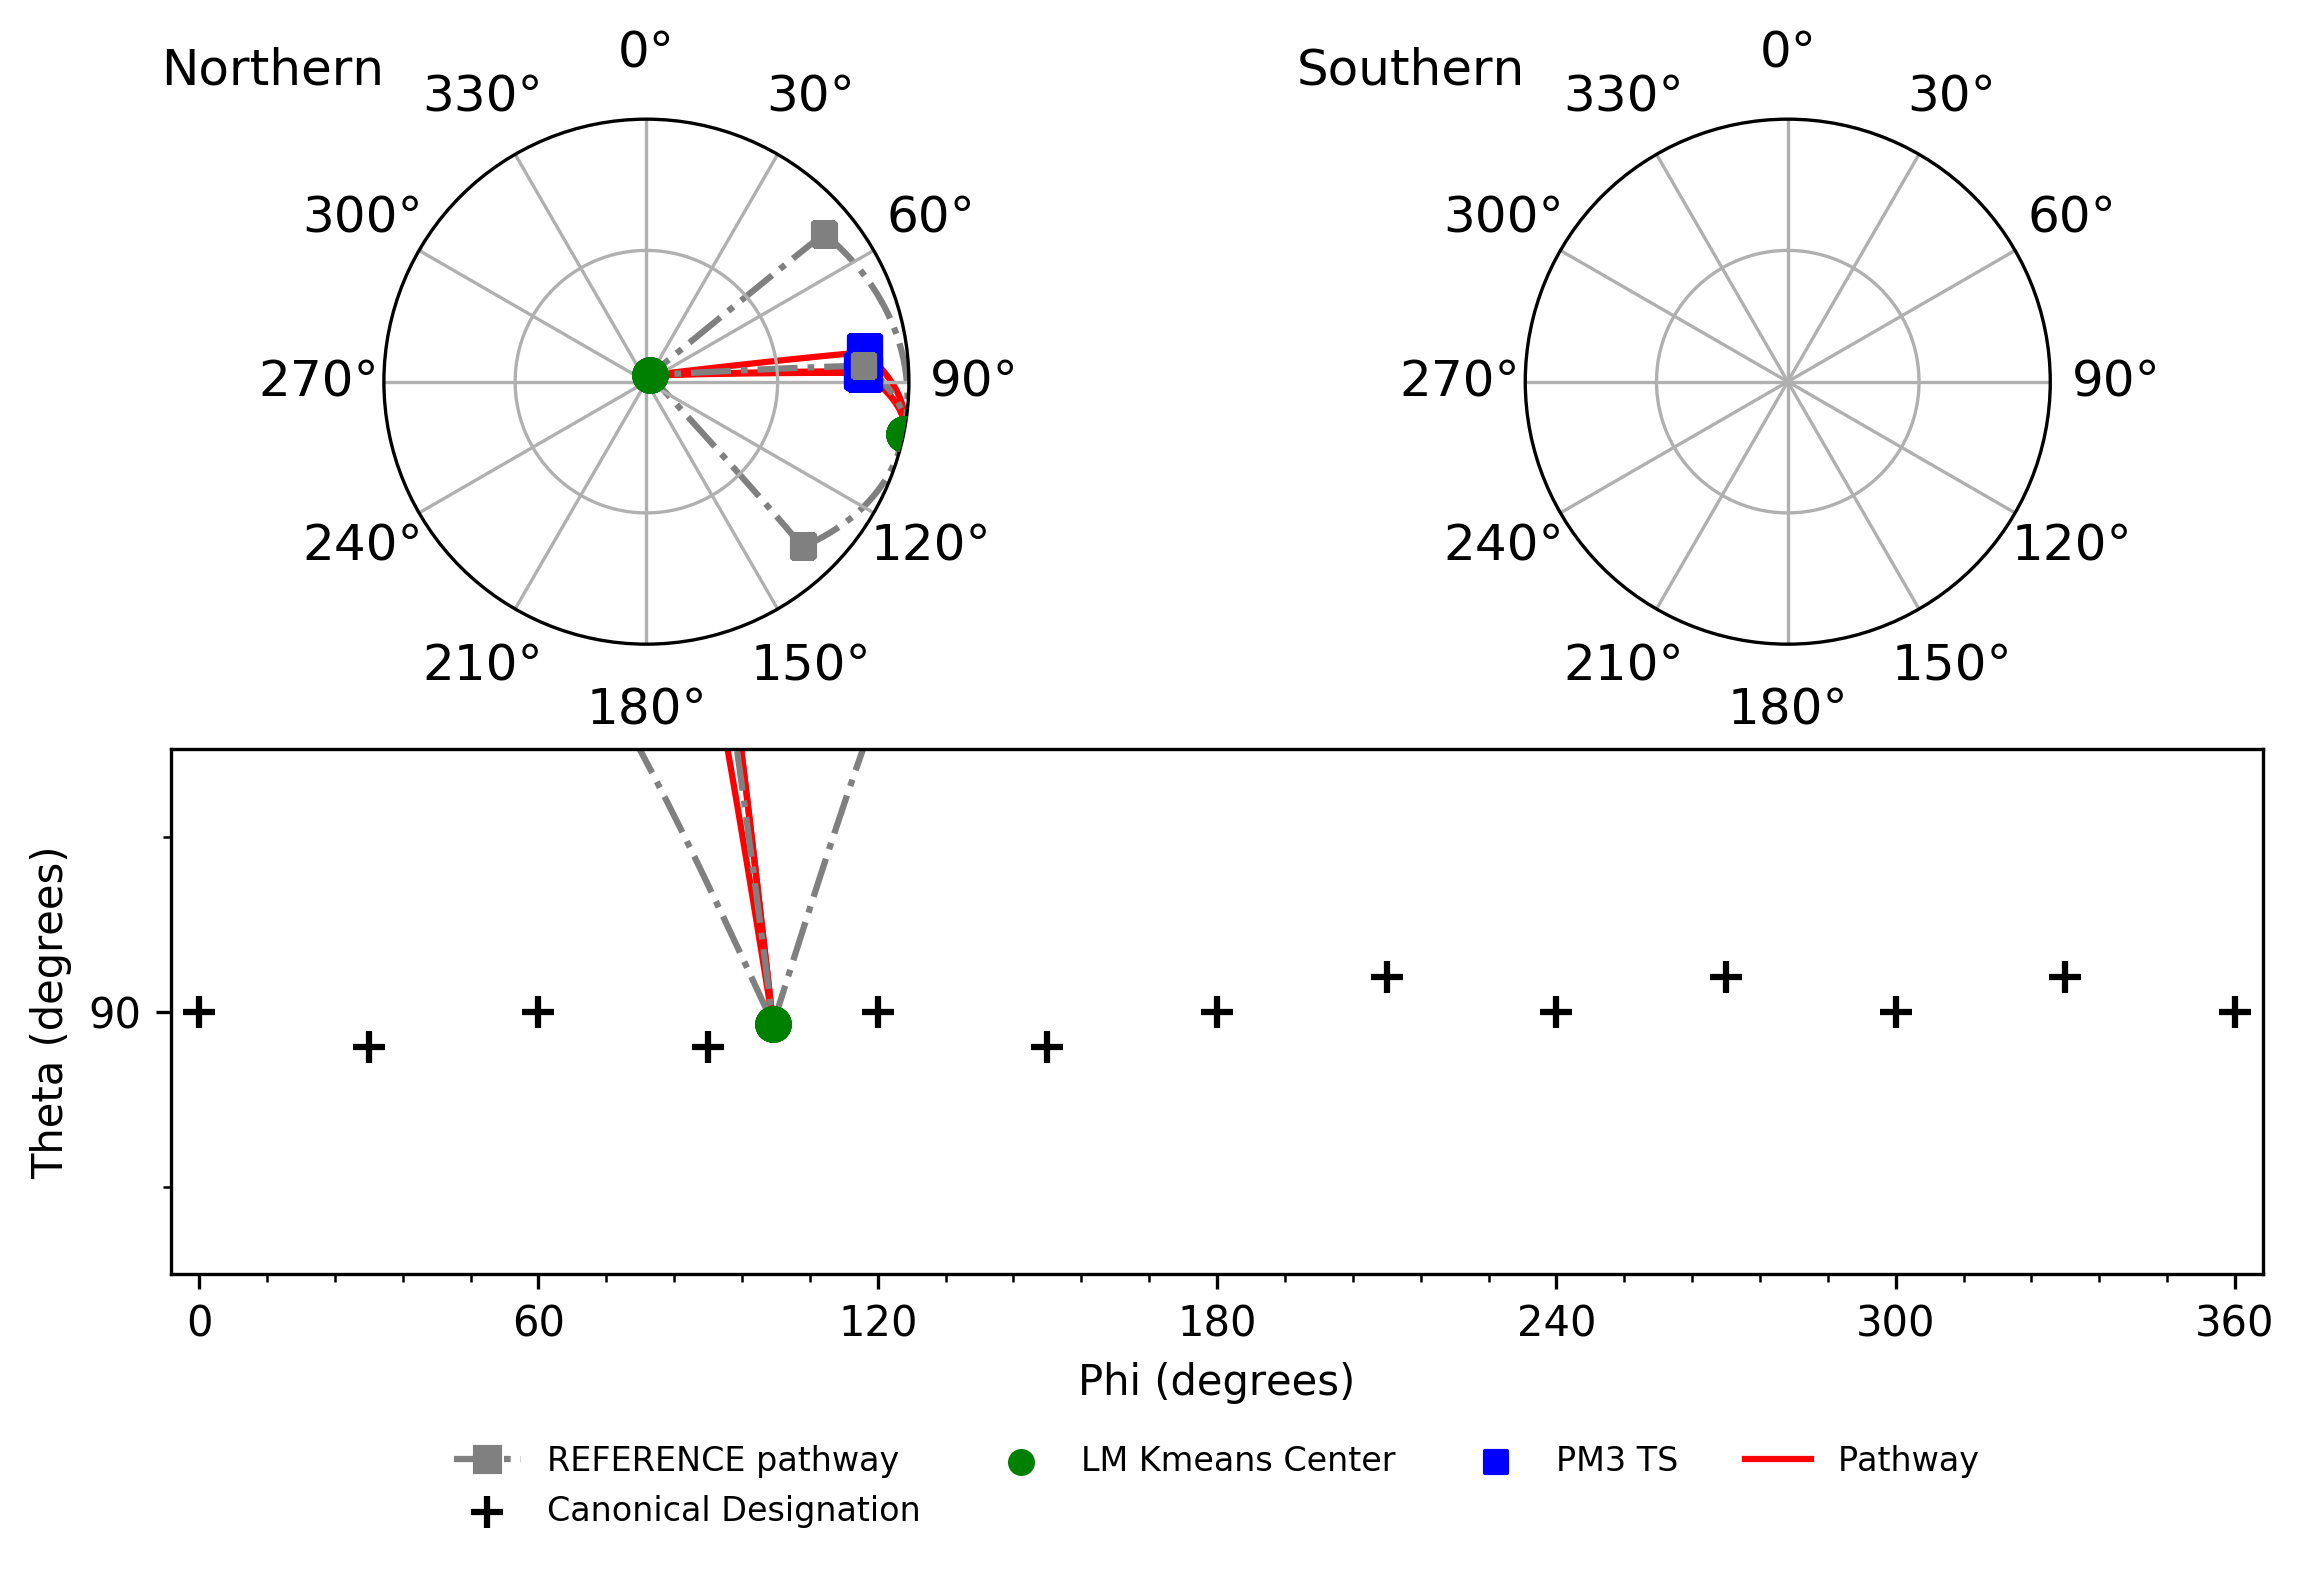 Northern
0°
330°
30°
300°
60°
270°
90°
240°
120°
210°
150°
180°
Southern
0°
330°
30°
300°
60°
270°
90°
240°
120°
210°
150°
180°
Theta (degrees)
90
0 60 120 180 240 300 360
Phi (degrees)
REFERENCE pathway
Canonical Designation
LM Kmeans Center
PM3 TS
Pathway